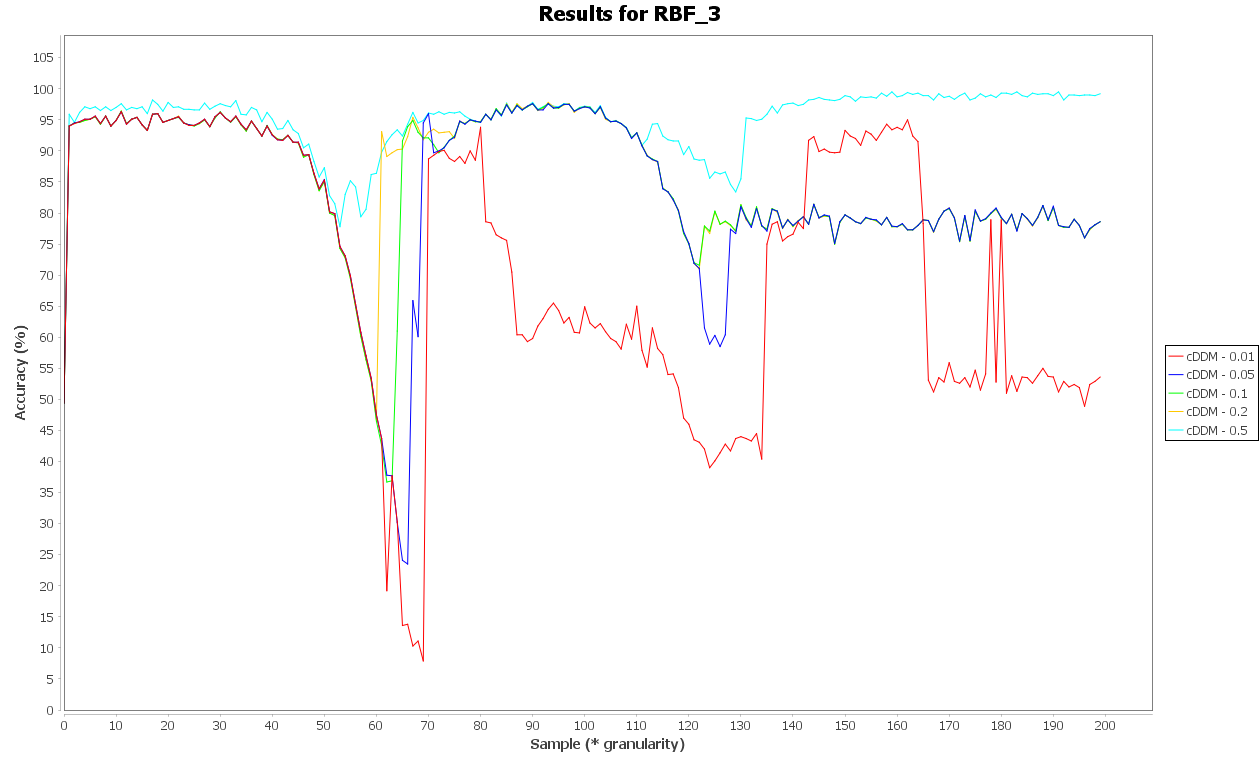 Results for RBF_3
105
100
95
90
85
80
75
70
65
60
55
50
45
40
35
30
25
20
15
10
5
0
Accuracy (%)
0 10 20 30 40 50 60 70 80 90 100 110 120 130 140 150 160 170 180 190 200
Sample (* granularity)
cDDM - 0.01
cDDM - 0.05
cDDM - 0.1
cDDM - 0.2
cDDM - 0.5